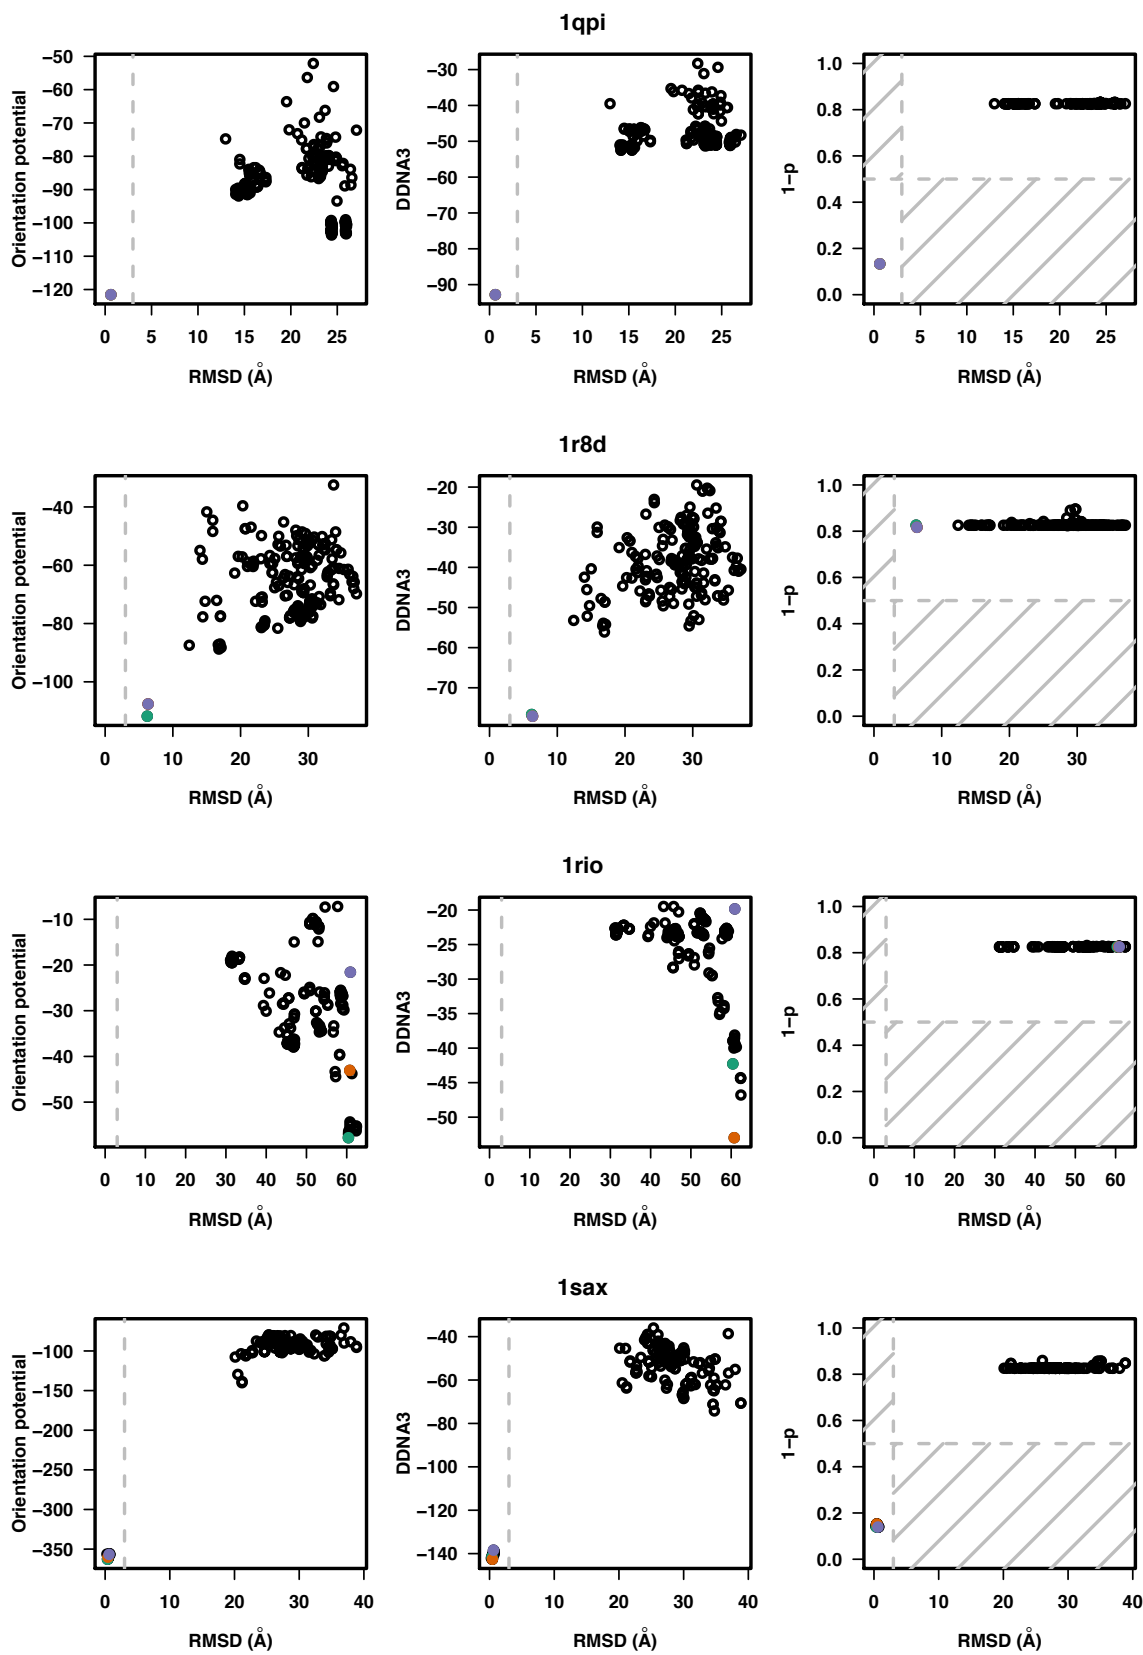 1qpi
Orientation potential
−50
−60
−70
−80
−90
−100
−110
−120
0 5 10 15 20 25
RMSD (Å)
DDNA3
−30
−40
−50
−60
−70
−80
−90
0 5 10 15 20 25
RMSD (Å)
1−p
1.0
0.8
0.6
0.4
0.2
0.0
0 5 10 15 20 25
RMSD (Å)
1r8d
Orientation potential
−40
−60
−80
−100
0 10 20 30
RMSD (Å)
DDNA3
−20
−30
−40
−50
−60
−70
0 10 20 30
RMSD (Å)
1−p
1.0
0.8
0.6
0.4
0.2
0.0
0 10 20 30
RMSD (Å)
1rio
Orientation potential
−10
−20
−30
−40
−50
0 10 20 30 40 50 60
RMSD (Å)
DDNA3
−20
−25
−30
−35
−40
−45
−50
0 10 20 30 40 50 60
RMSD (Å)
1−p
1.0
0.8
0.6
0.4
0.2
0.0
0 10 20 30 40 50 60
RMSD (Å)
1sax
Orientation potential
−100
−150
−200
−250
−300
−350
0 10 20 30 40
RMSD (Å)
DDNA3
−40
−60
−80
−100
−120
−140
0 10 20 30 40
RMSD (Å)
1−p
1.0
0.8
0.6
0.4
0.2
0.0
0 10 20 30 40
RMSD (Å)